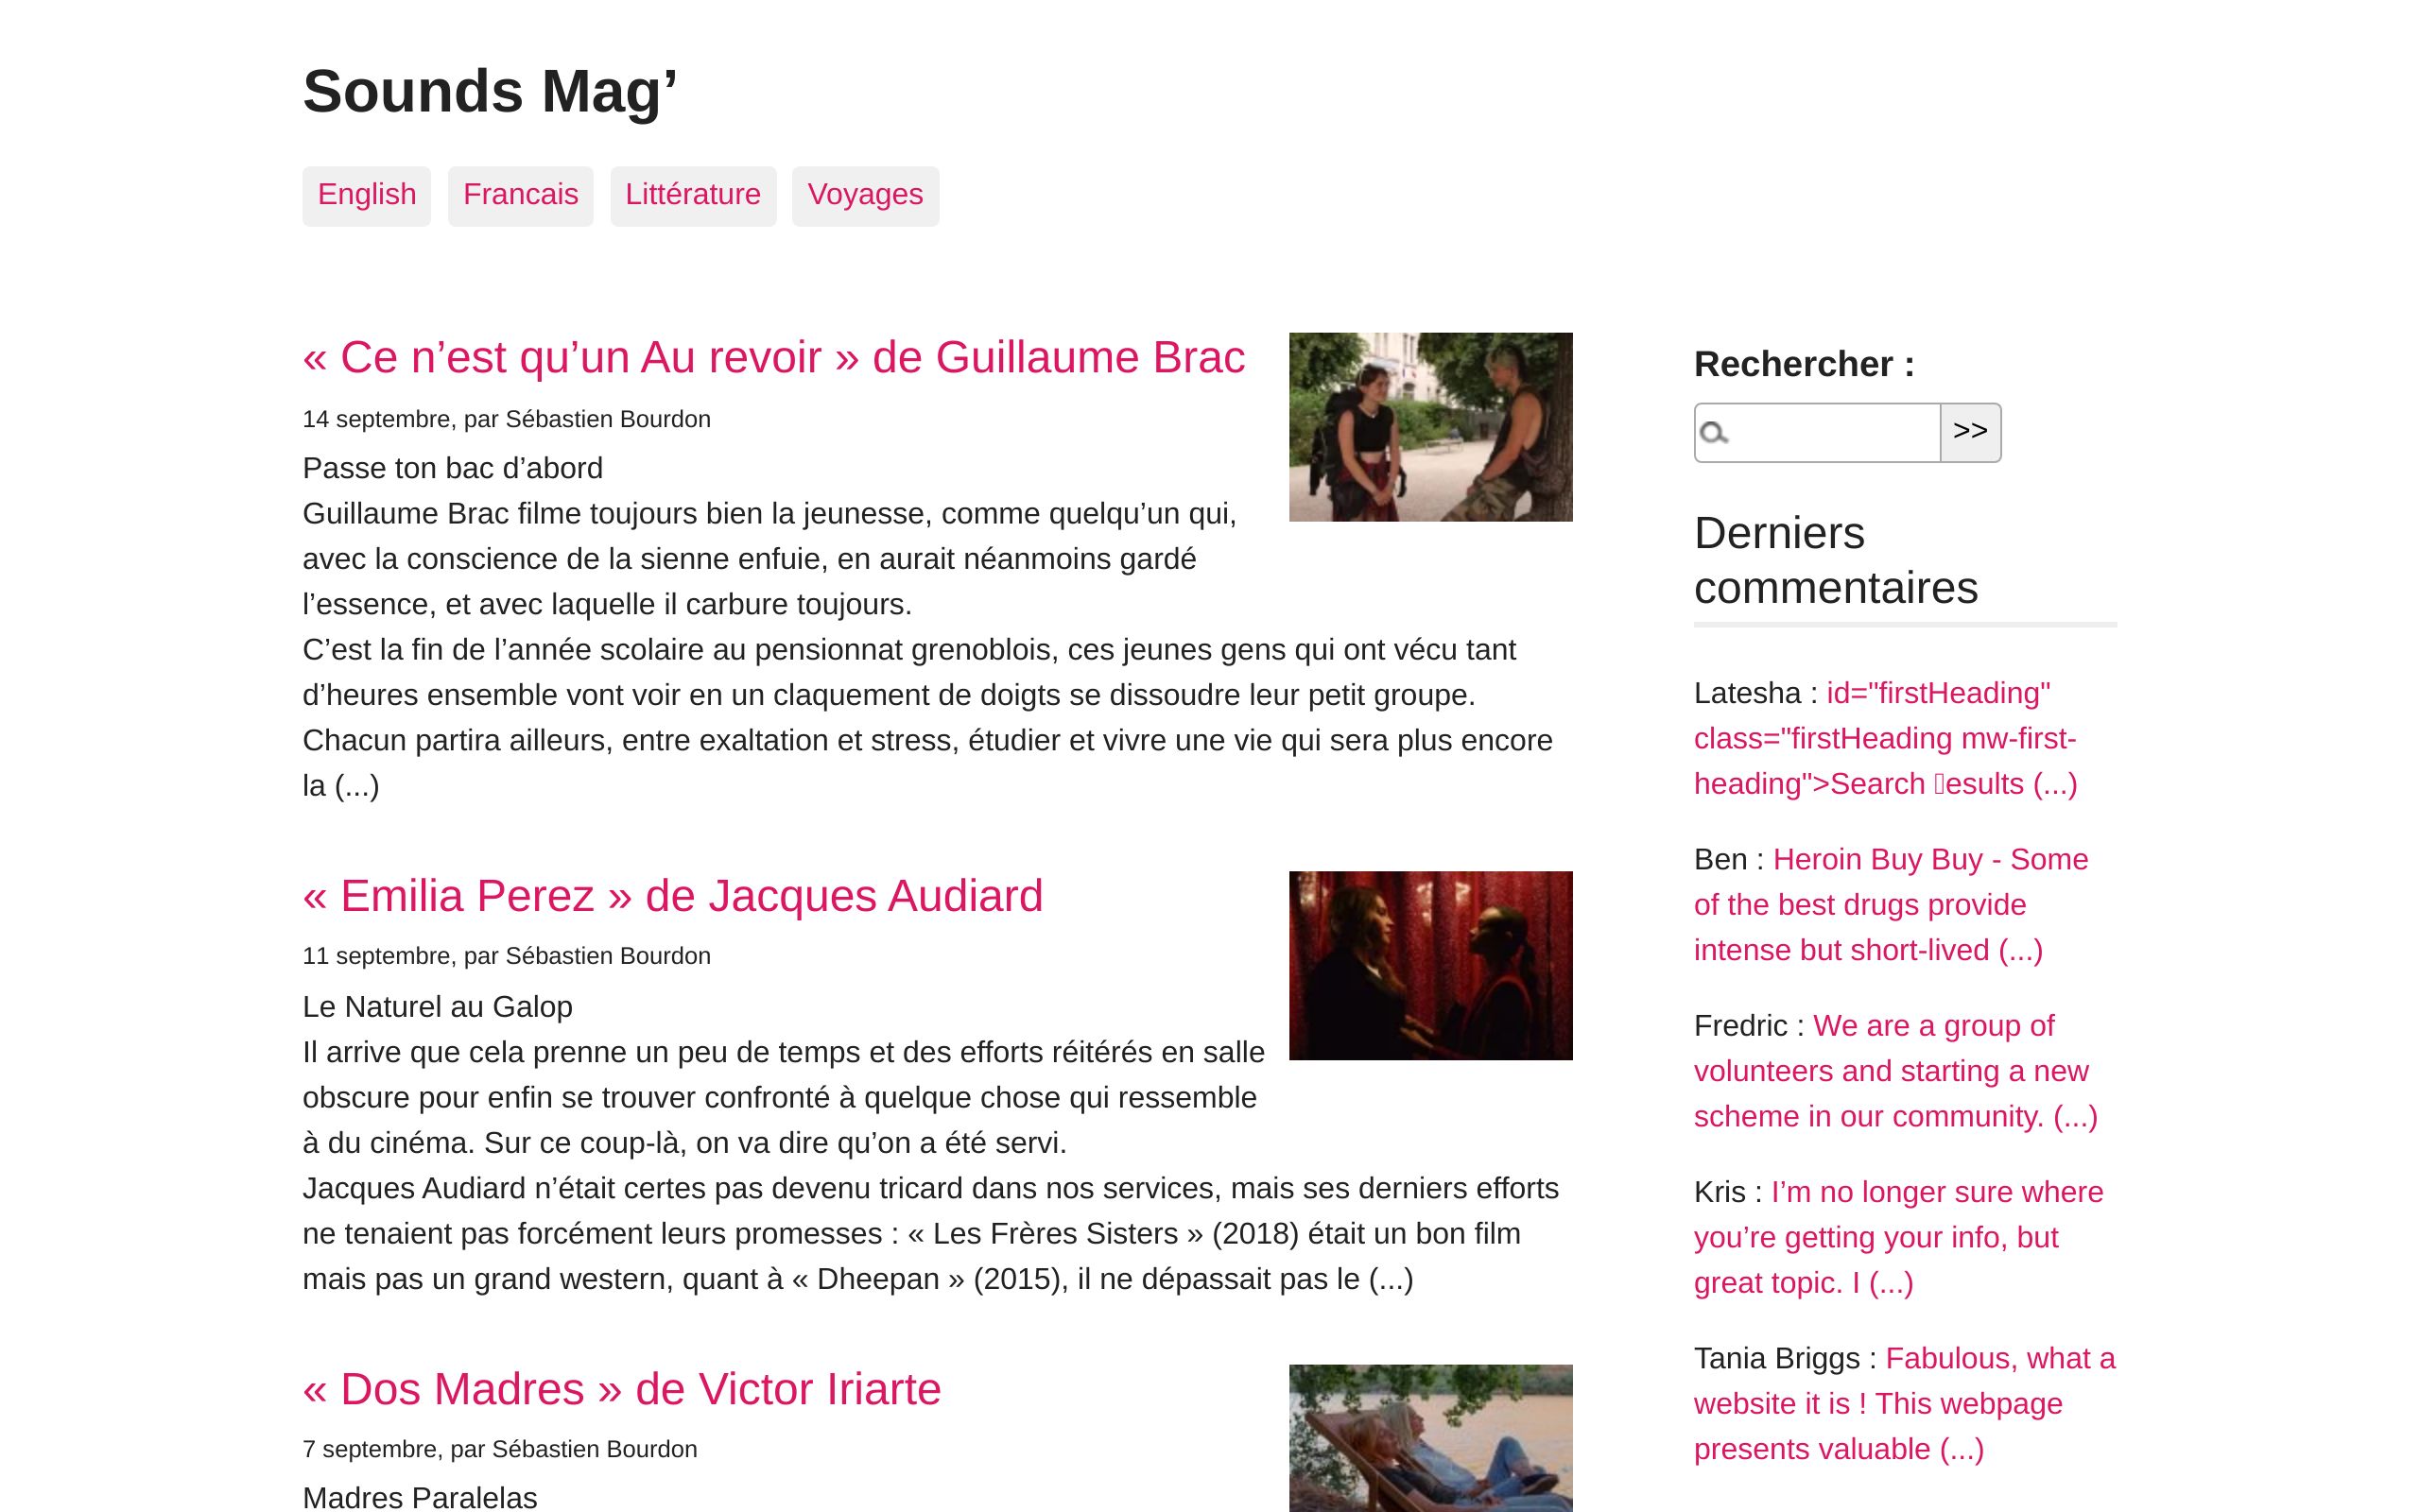 Sounds Mag’
English Francais Littérature Voyages
« Ce n’est qu’un Au revoir » de Guillaume Brac
14 septembre, par Sébastien Bourdon
Passe ton bac d’abord
Guillaume Brac filme toujours bien la jeunesse, comme quelqu’un qui,
avec la conscience de la sienne enfuie, en aurait néanmoins gardé
l’essence, et avec laquelle il carbure toujours.
C’est la fin de l’année scolaire au pensionnat grenoblois, ces jeunes gens qui ont vécu tant
d’heures ensemble vont voir en un claquement de doigts se dissoudre leur petit groupe.
Chacun partira ailleurs, entre exaltation et stress, étudier et vivre une vie qui sera plus encore
la (...)
« Emilia Perez » de Jacques Audiard
11 septembre, par Sébastien Bourdon
Le Naturel au Galop
Il arrive que cela prenne un peu de temps et des efforts réitérés en salle
obscure pour enfin se trouver confronté à quelque chose qui ressemble
à du cinéma. Sur ce coup-là, on va dire qu’on a été servi.
Jacques Audiard n’était certes pas devenu tricard dans nos services, mais ses derniers efforts
ne tenaient pas forcément leurs promesses : « Les Frères Sisters » (2018) était un bon film
mais pas un grand western, quant à « Dheepan » (2015), il ne dépassait pas le (...)
« Dos Madres » de Victor Iriarte
7 septembre, par Sébastien Bourdon
Madres Paralelas
Rechercher :
>>
Derniers
commentaires
Latesha : id="firstHeading"
class="firstHeading mw-first-
heading">Search esults (...)
Ben : Heroin Buy Buy - Some
of the best drugs provide
intense but short-lived (...)
Fredric : We are a group of
volunteers and starting a new
scheme in our community. (...)
Kris : I’m no longer sure where
you’re getting your info, but
great topic. I (...)
Tania Briggs : Fabulous, what a
website it is ! This webpage
presents valuable (...)